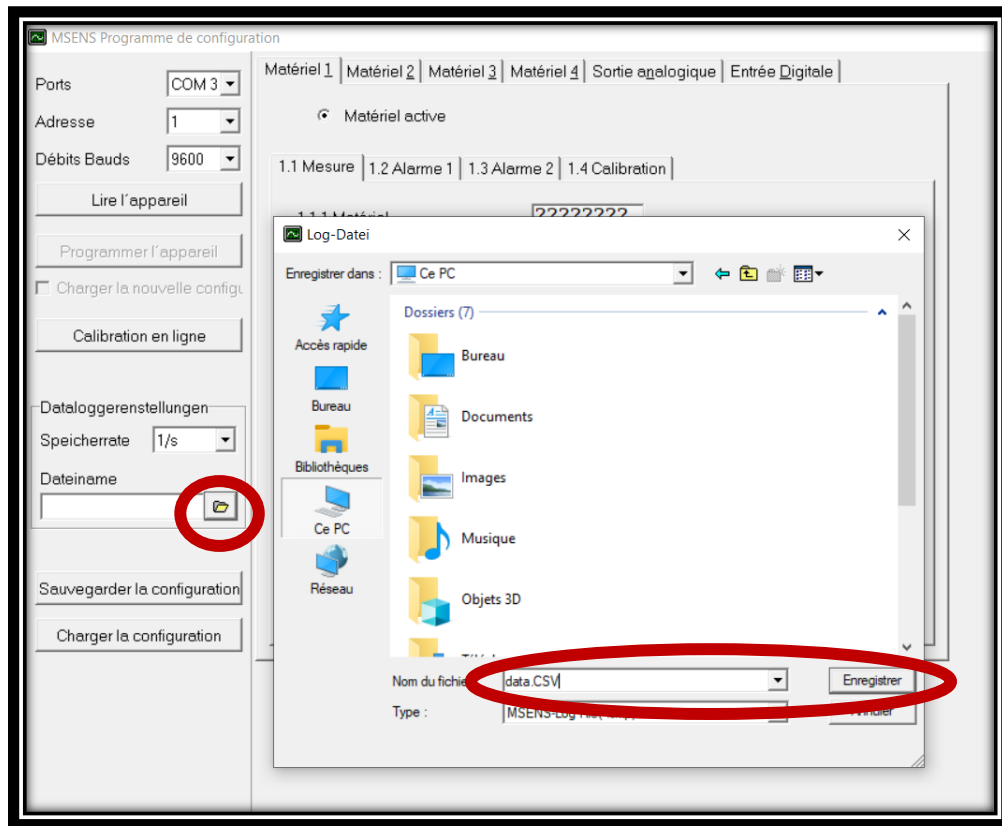 MSENS Programme de configuration
Ports
COM 3
Adresse
1
Débits Bauds
9600
Lire l´appareil
Programmer l´appareil
Charger la nouvelle configu
Calibration en ligne
Dataloggerenstellungen
Speicherrate
1/s
Dateiname
Sauvegarder la configuration
Charger la configuration
Matériel 1
Matériel 2
Matériel 3
Matériel 4
Sortie analogique
Entrée Digitale
Matériel active
1.1 Mesure
1.2 Alarme 1
1.3 Alarme 2
1.4 Calibration
1.1.1 Matériel
????????
Log-Datei
Enregistrer dans :
Ce PC
Accès rapide
Bureau
Bibliothèques
Ce PC
Réseau
Dossiers (7)
Bureau
Documents
Images
Musique
Objets 3D
Nom du fichie
data.CSV
Enregistrer
Type :